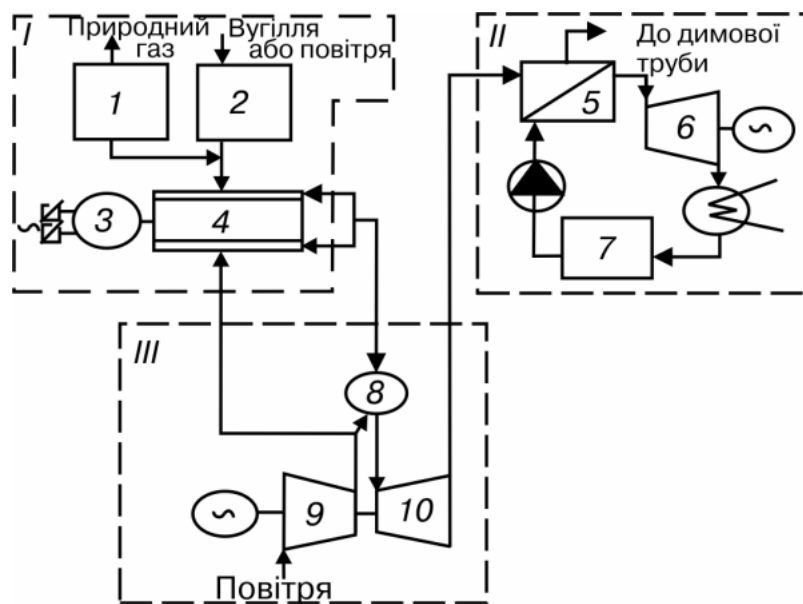 I
Природний
газ
Вугілля
або повітря
1
2
3
4
II
До димової
труби
5
6
7
III
8
9
10
Повітря